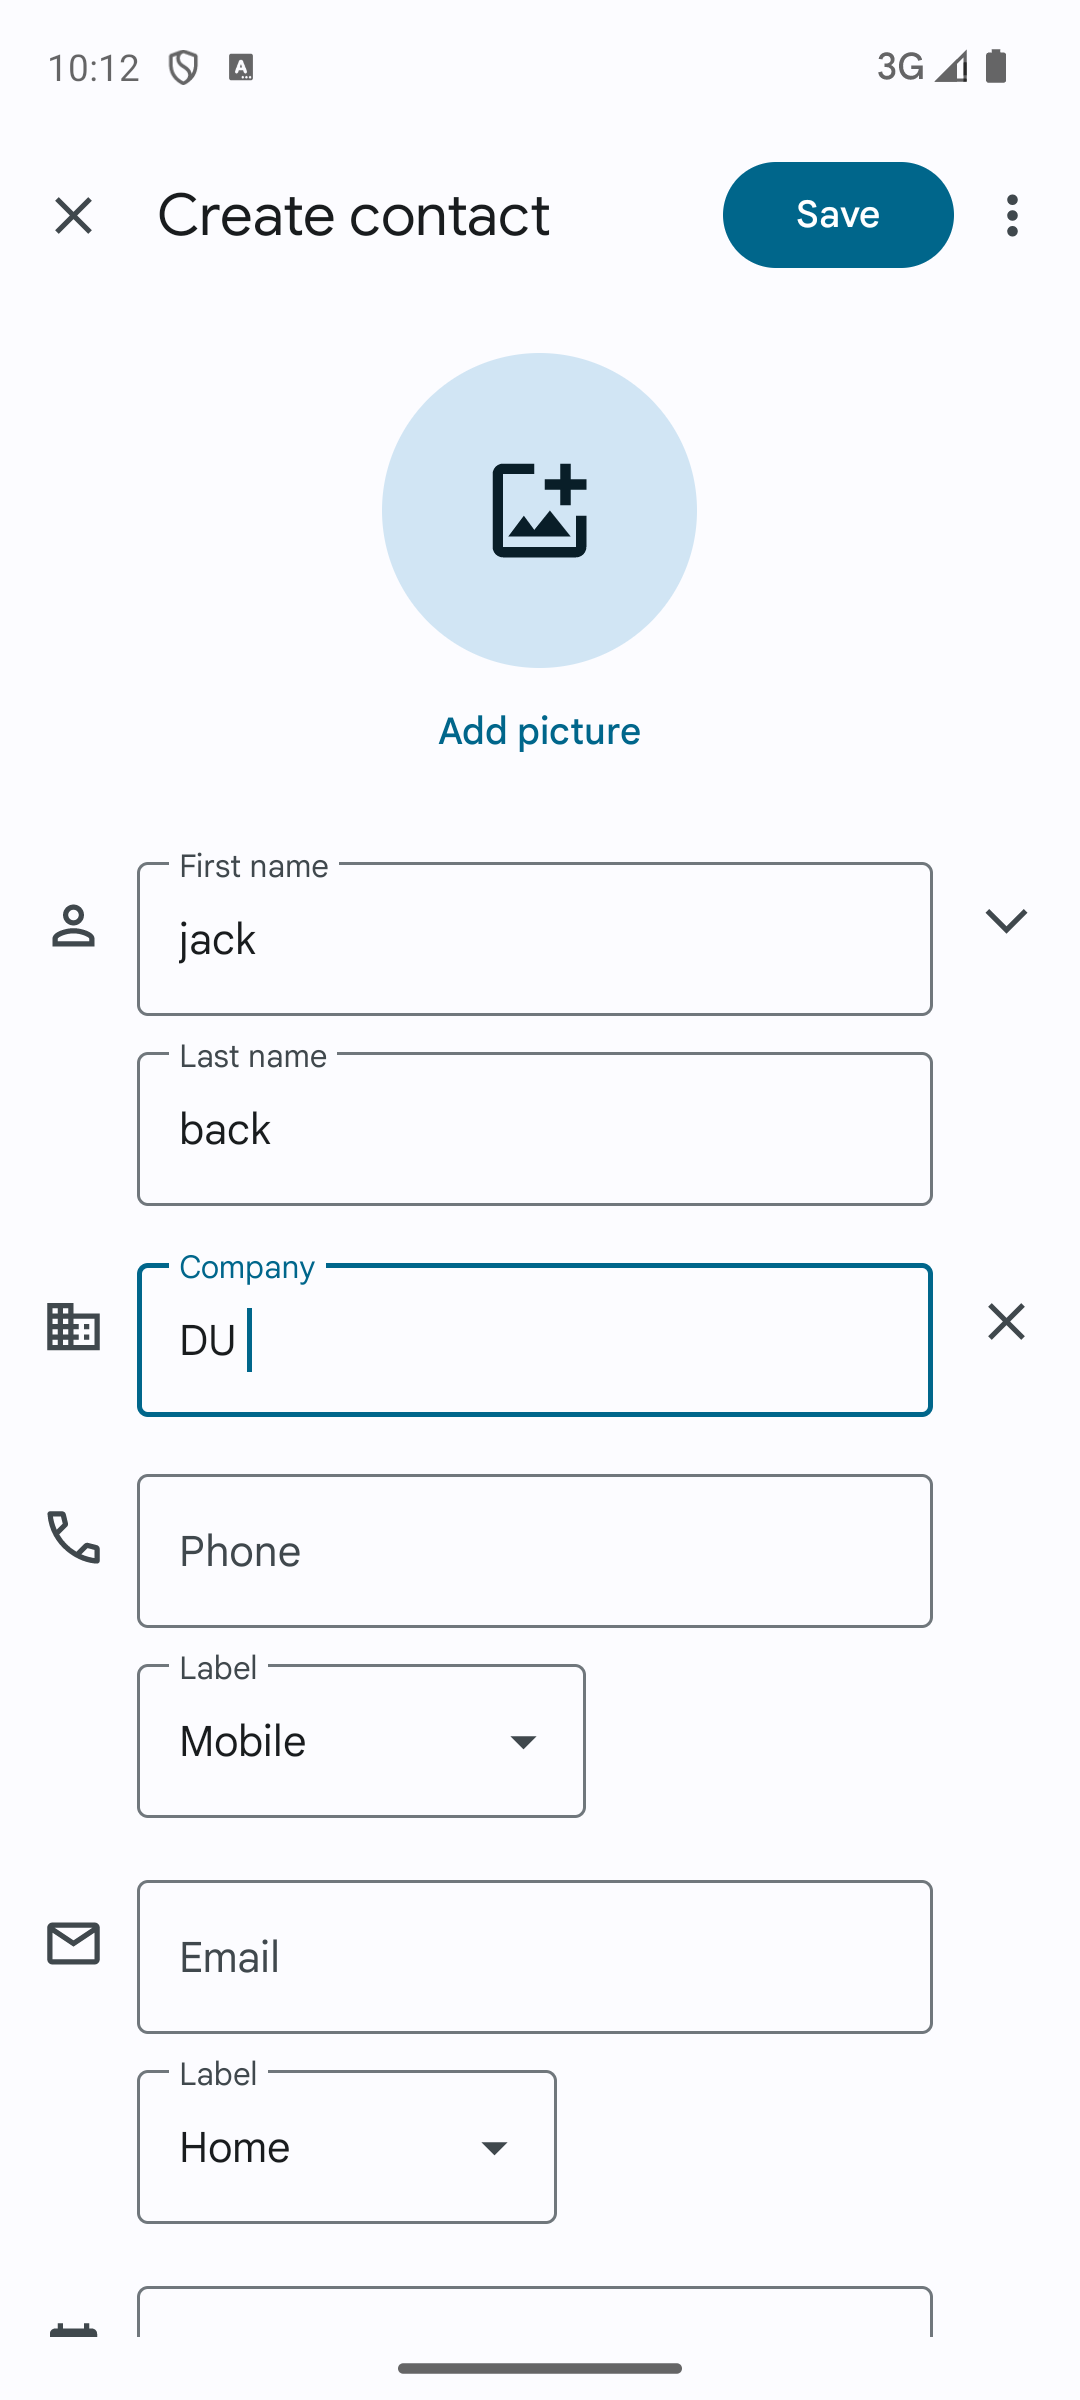 10:12
3G
Create contact
Save
Add picture
First name
jack
Last name
back
Company
DU
Phone
Label
Mobile
Email
Label
Home